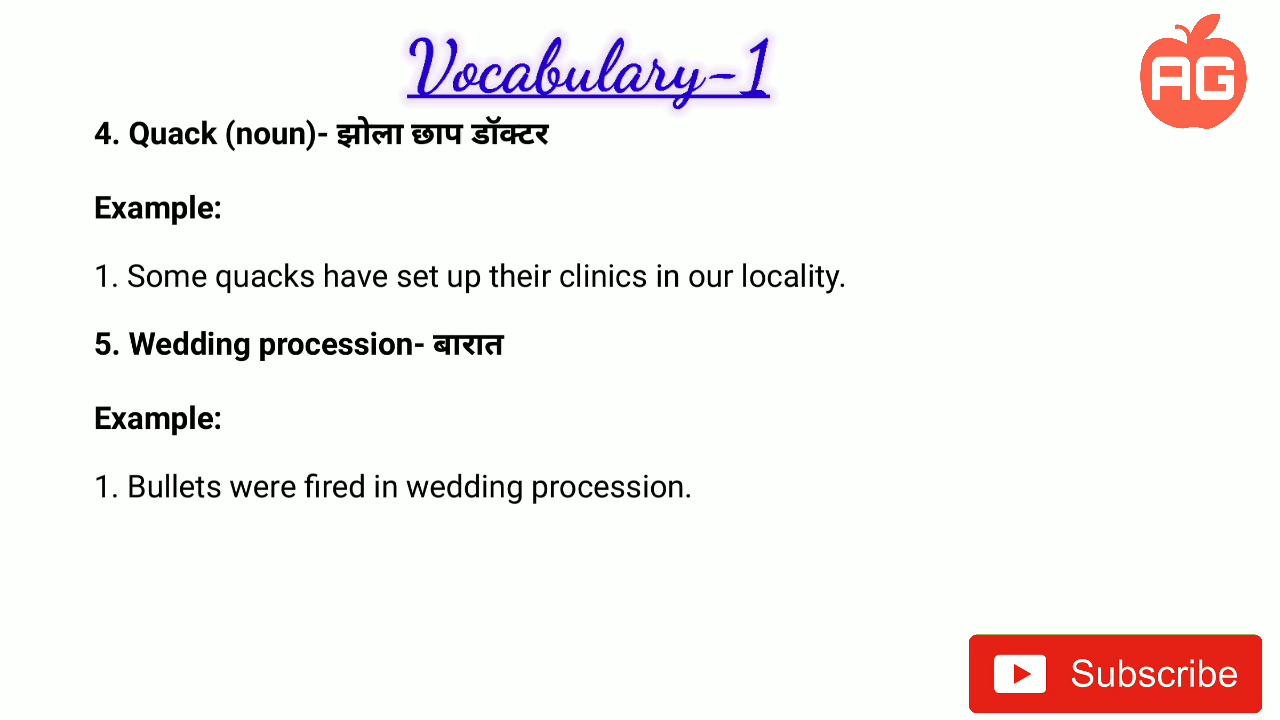 Vocabulary-1
AG
4. Quack (noun)- झोला छाप डॉक्टर
Example:
1. Some quacks have set up their clinics in our locality.
5. Wedding procession- बारात
Example:
1. Bullets were fired in wedding procession.
Subscribe